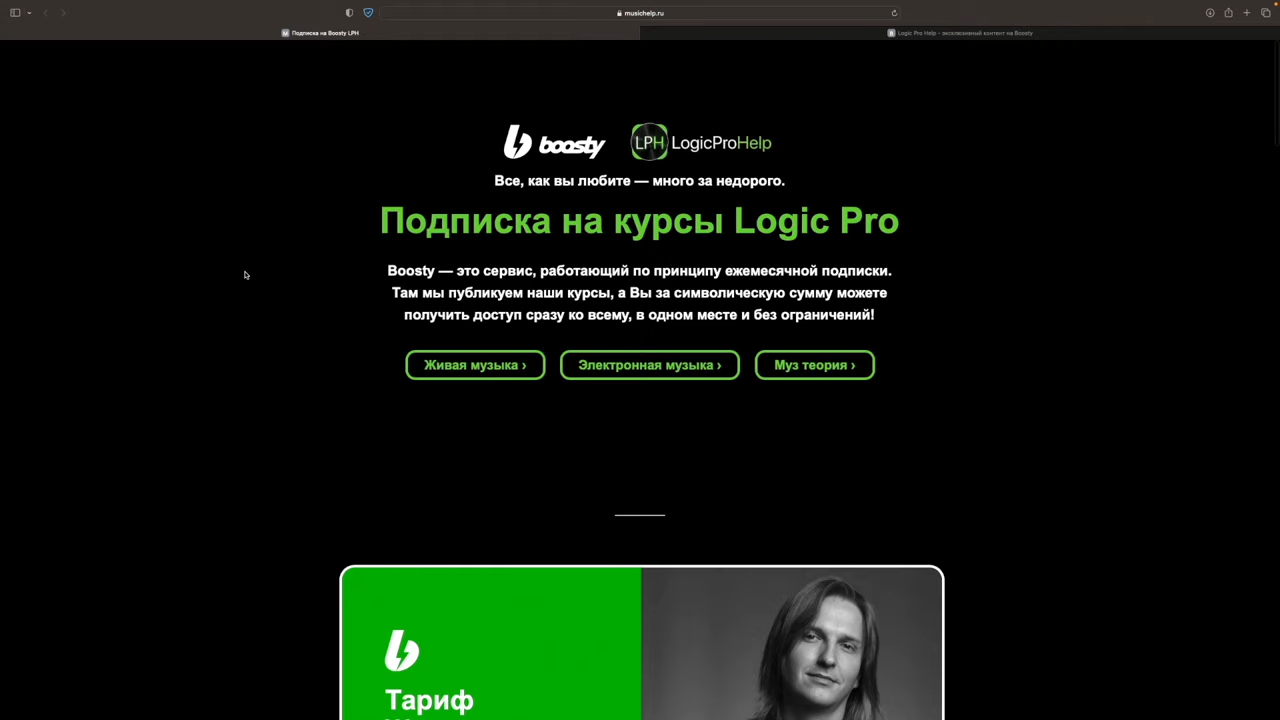 musichelp.ru
Подписка на Boosty LPH
Logic Pro Help - эксклюзивный контент на Boosty
boosty
LPH LogicProHelp
Все, как вы любите — много за недорого.
Подписка на курсы Logic Pro
Boosty — это сервис, работающий по принципу ежемесячной подписки.
Там мы публикуем наши курсы, а Вы за символическую сумму можете
получить доступ сразу ко всему, в одном месте и без ограничений!
Живая музыка ›
Электронная музыка ›
Муз теория ›
Тариф